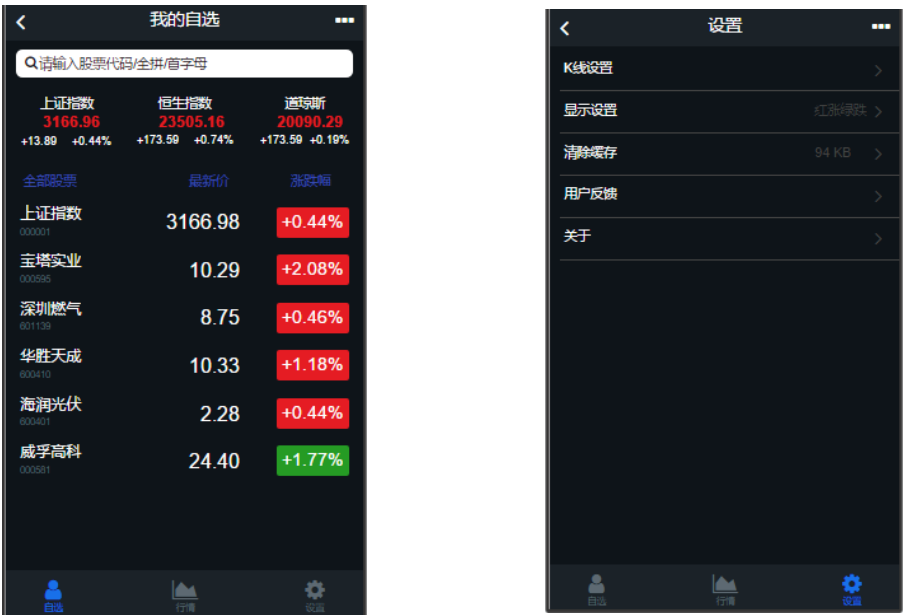 我的自选
请输入股票代码/全拼/首字母
上证指数 恒生指数 道琼斯
3166.96 23505.16 20090.29
+13.89 +0.44% +173.59 +0.74% +173.59 +0.19%
全部股票 最新价 涨跌幅
上证指数 3166.98 +0.44%
000001
宝塔实业 10.29 +2.08%
000595
深圳燃气 8.75 +0.46%
601139
华胜天成 10.33 +1.18%
600410
海润光伏 2.28 +0.44%
600401
威孚高科 24.40 +1.77%
000581
自选 行情 设置
设置
K线设置
显示设置 红涨绿跌
清除缓存 94 KB
用户反馈
关于
自选 行情 设置